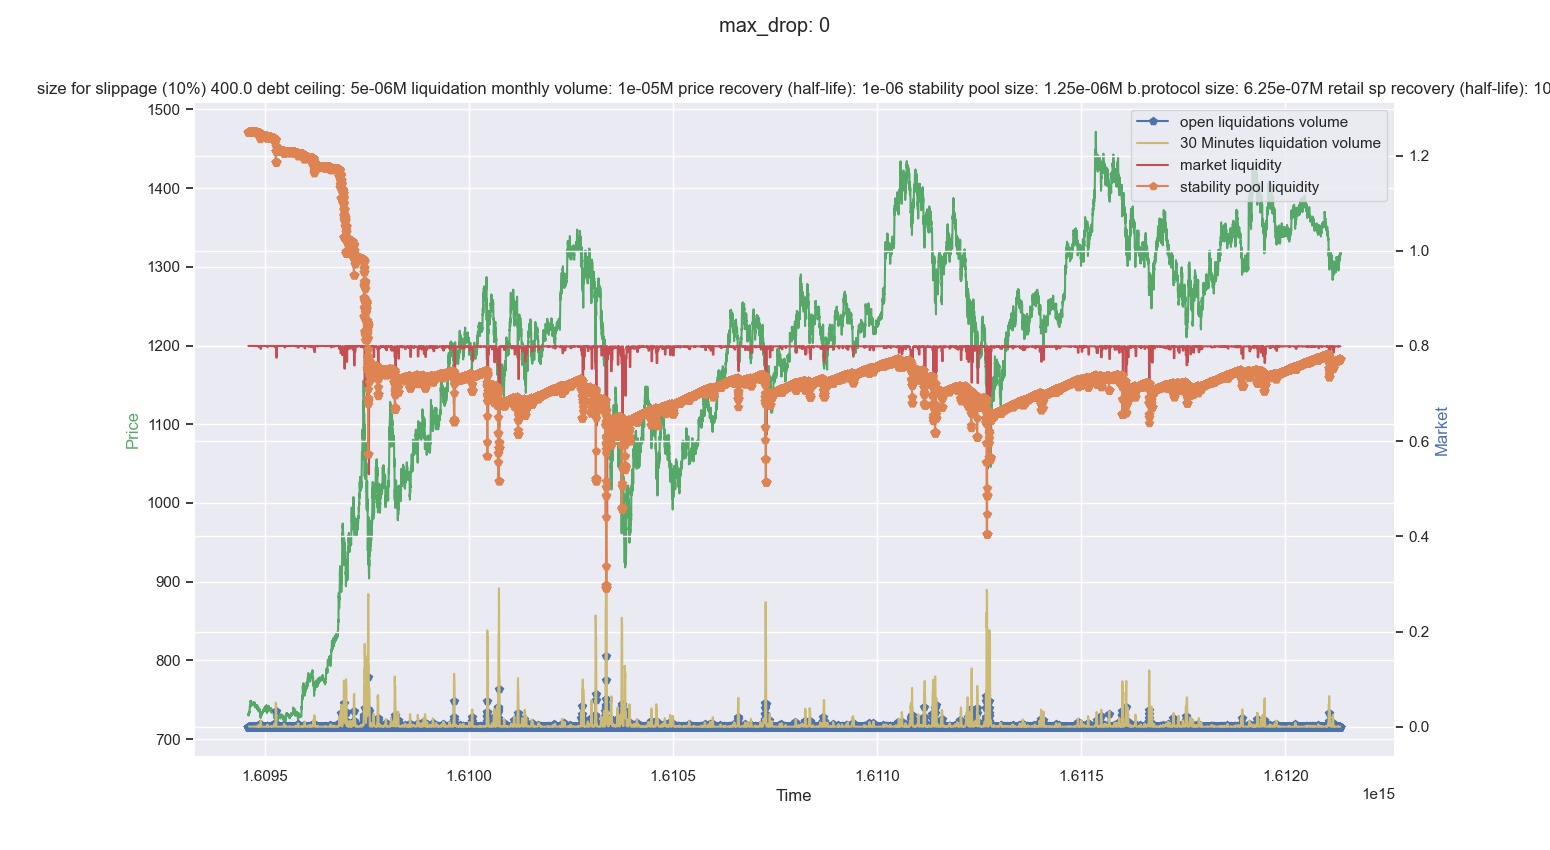 max_drop: 0
size for slippage (10%) 400.0 debt ceiling: 5e-06M liquidation monthly volume: 1e-05M price recovery (half-life): 1e-06 stability pool size: 1.25e-06M b.protocol size: 6.25e-07M retail sp recovery (half-life): 10
1500
1400
1300
1200
1100
1000
900
800
700
Price
open liquidations volume
30 Minutes liquidation volume
market liquidity
stability pool liquidity
1.2
1.0
0.8
0.6
0.4
0.2
0.0
Market
1.6095
1.6100
1.6105
1.6110
1.6115
1.6120
1e15
Time